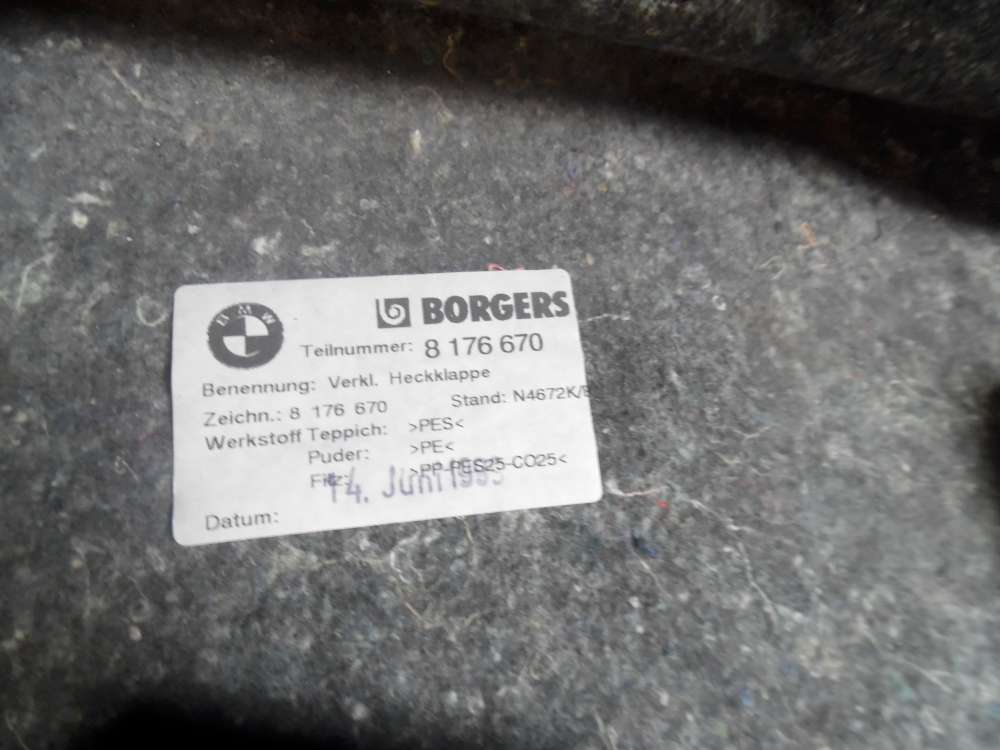 BMW
BORGERS
Teilnummer: 8 176 670
Benennung: Verkl. Heckklappe
Zeichn.: 8 176 670 Stand: N4672K/
Werkstoff Teppich: >PES<
Puder: >PE<
Filz: >PP-PES25-CO25<
14. Juni
Datum: